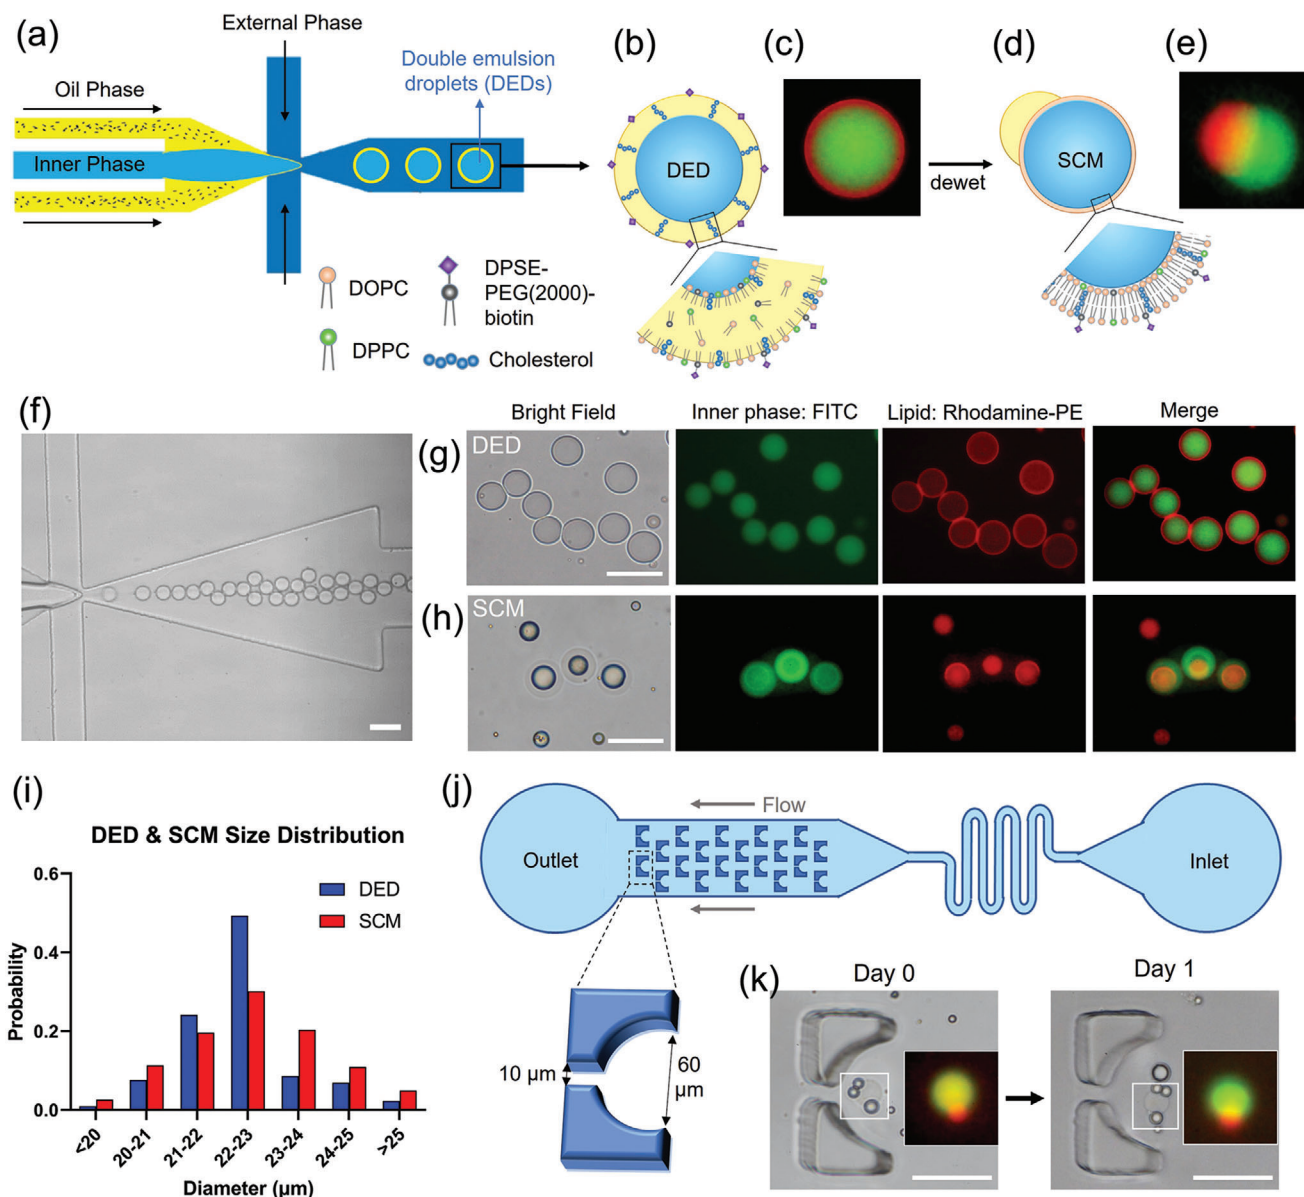 (a)
External Phase
Oil Phase
Inner Phase
Double emulsion
droplets (DEDs)
DOPC
DPPC
DPSE-
PEG(2000)-
biotin
Cholesterol
(b)
DED
(c)
dewet
(d)
SCM
(e)
(f)
Bright Field
Inner phase: FITC
Lipid: Rhodamine-PE
Merge
(g)
DED
(h)
SCM
(i)
DED & SCM Size Distribution
DED
SCM
Probability
0.6
0.4
0.2
0.0
<20
20-21
21-22
22-23
23-24
24-25
>25
Diameter (μm)
(j)
Flow
Outlet
Inlet
10 μm
60
μm
(k)
Day 0
Day 1